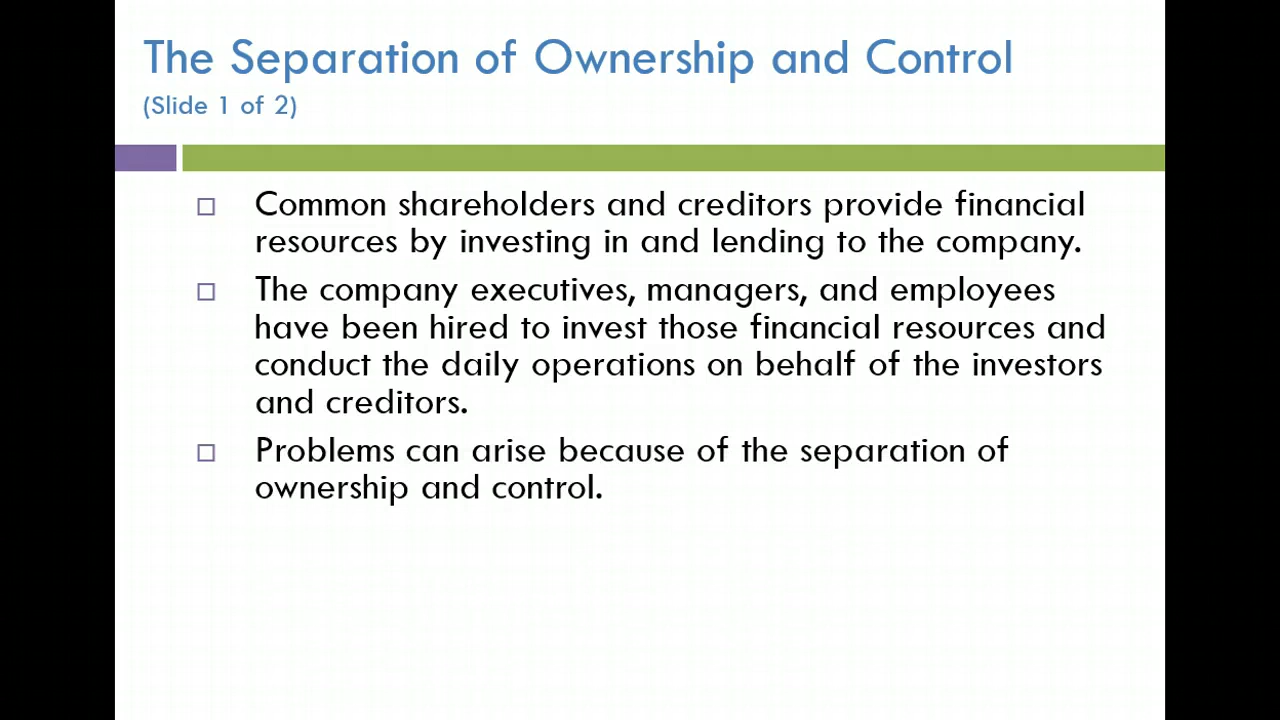 The Separation of Ownership and Control
(Slide 1 of 2)
Common shareholders and creditors provide financial
resources by investing in and lending to the company.
The company executives, managers, and employees
have been hired to invest those financial resources and
conduct the daily operations on behalf of the investors
and creditors.
Problems can arise because of the separation of
ownership and control.